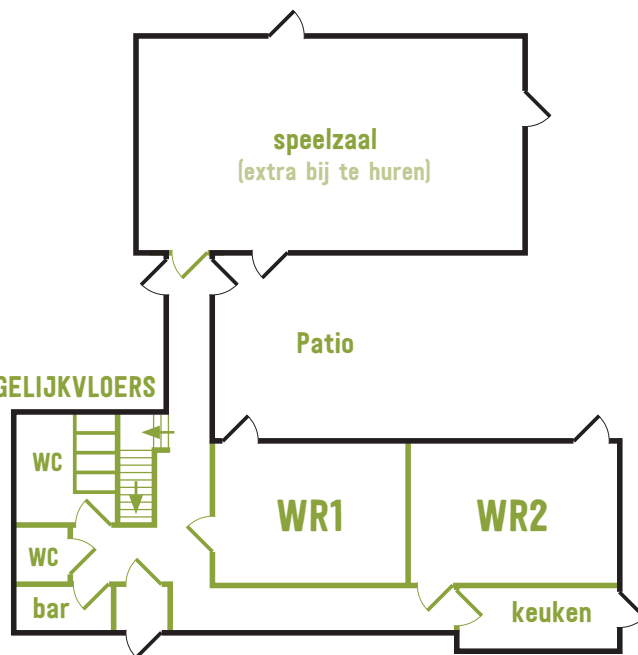 speelzaal
(extra bij te huren)
Patio
GELIJKVLOERS
WC
WR1
WR2
WC
bar
keuken